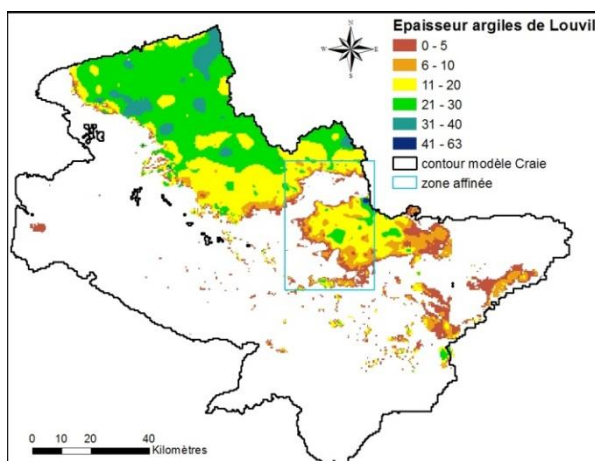 Epaisseur argiles de Louvil
0 - 5
6 - 10
11 - 20
21 - 30
31 - 40
41 - 63
contour modèle Craie
zone affinée
N
W E
S
0 10 20 40
Kilomètres